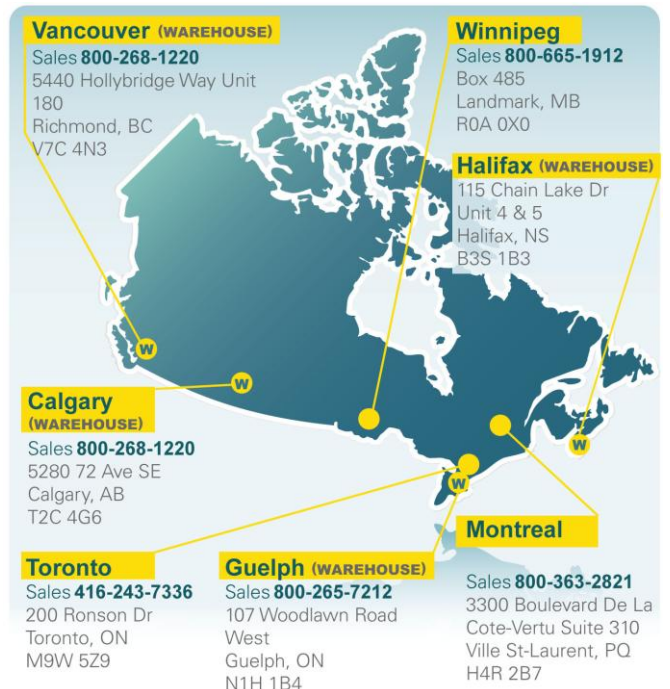 Vancouver (WAREHOUSE)
Sales 800-268-1220
5440 Hollybridge Way Unit
180
Richmond, BC
V7C 4N3
Winnipeg
Sales 800-665-1912
Box 485
Landmark, MB
R0A 0X0
Halifax (WAREHOUSE)
115 Chain Lake Dr
Unit 4 & 5
Halifax, NS
B3S 1B3
W
W
W
W
Calgary
(WAREHOUSE)
Sales 800-268-1220
5280 72 Ave SE
Calgary, AB
T2C 4G6
Toronto
Sales 416-243-7336
200 Ronson Dr
Toronto, ON
M9W 5Z9
Guelph (WAREHOUSE)
Sales 800-265-7212
107 Woodlawn Road
West
Guelph, ON
N1H 1B4
Montreal
Sales 800-363-2821
3300 Boulevard De La
Cote-Vertu Suite 310
Ville St-Laurent, PQ
H4R 2B7